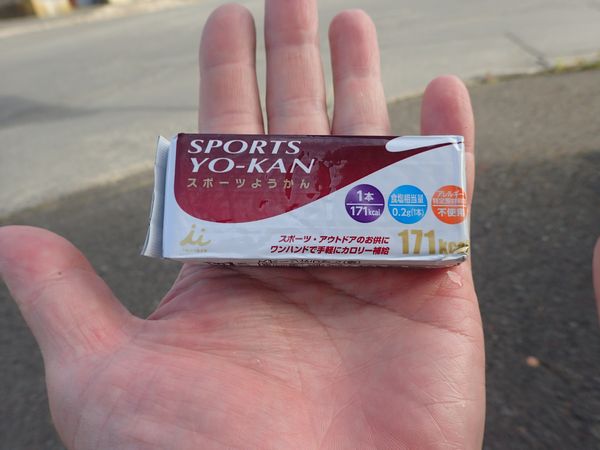 SPORTS
YO-KAN
スポーツようかん
1本
171kcal
食塩相当量
0.2g(1本)
アレルギー
不使用
スポーツ・アウトドアのお供に
ワンハンドで手軽にカロリー補給
171kcal